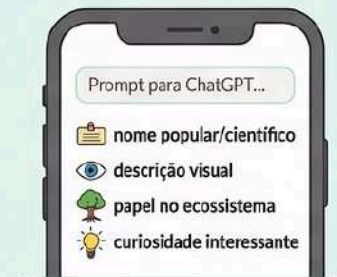 Prompt para ChatGPT...
nome popular/científico
descrição visual
papel no ecossistema
curiosidade interessante